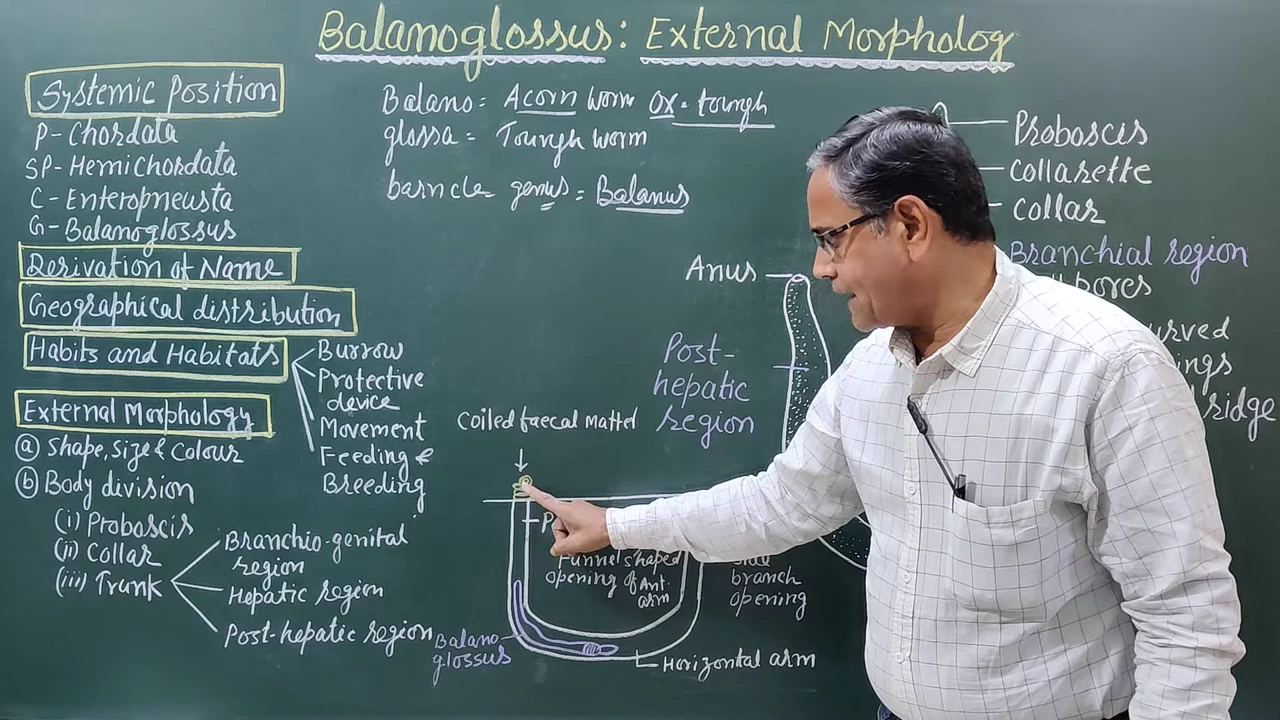 Balanoglossus: External Morpholog
Systemic Position
P- Chordata
SP- Hemichordata
C- Enteropneusta
G- Balanoglossus
Derivation of Name
Geographical distribution
Habits and Habitats
Burrow
Protective
device
Movement
Feeding
Breeding
External Morphology
(a) Shape, Size & Colour
(b) Body division
(i) Proboscis
(ii) Collar
(iii) Trunk
Branchio-genital
region
Hepatic region
Post-hepatic region
Balano = Acorn worm Ox-toungh
glossa = Toungh worm
barncle genus = Balanus
Proboscis
Collarette
Collar
Branchial region
Anus
Post-
hepatic
region
Coiled faecal matter
Funnel shaped
opening of Ant.
arm
branch
opening
Balano-
glossus
Horizontal arm
ridge